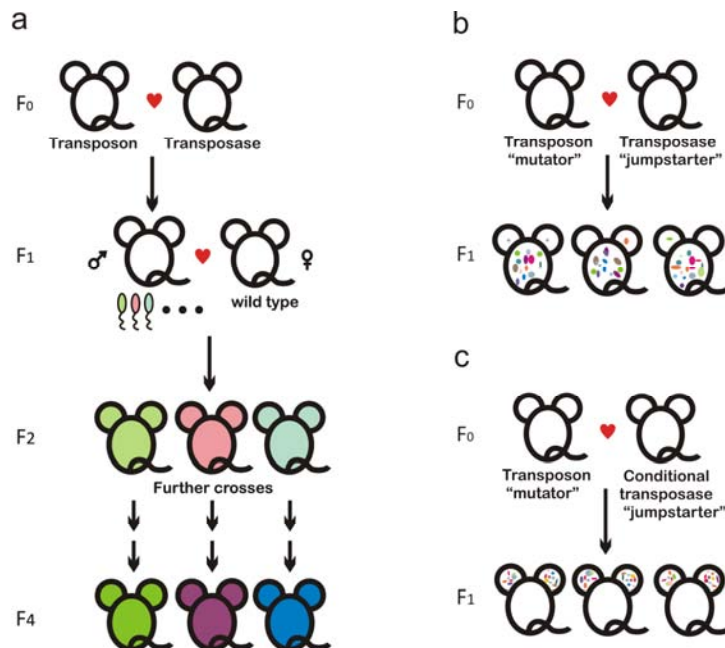 a
F0
Transposon Transposase
F1
♂ ♀
wild type
F2
Further crosses
F4
b
F0
Transposon Transposase
"mutator" "jumpstarter"
F1
c
F0
Transposon Conditional
"mutator" transposase
"jumpstarter"
F1